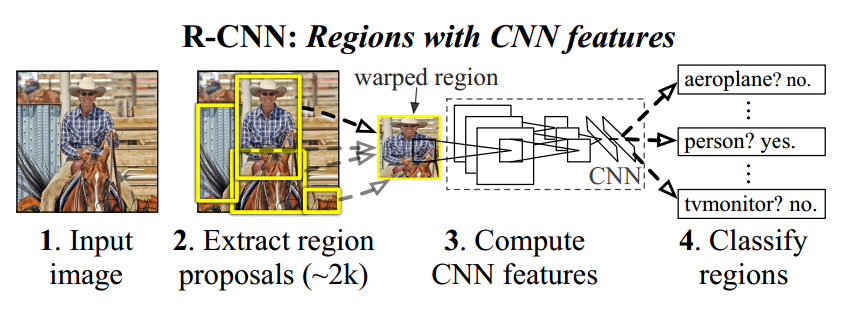 R-CNN: Regions with CNN features
warped region
aeroplane? no.
person? yes.
tvmonitor? no.
CNN
1. Input
image
2. Extract region
proposals (~2k)
3. Compute
CNN features
4. Classify
regions